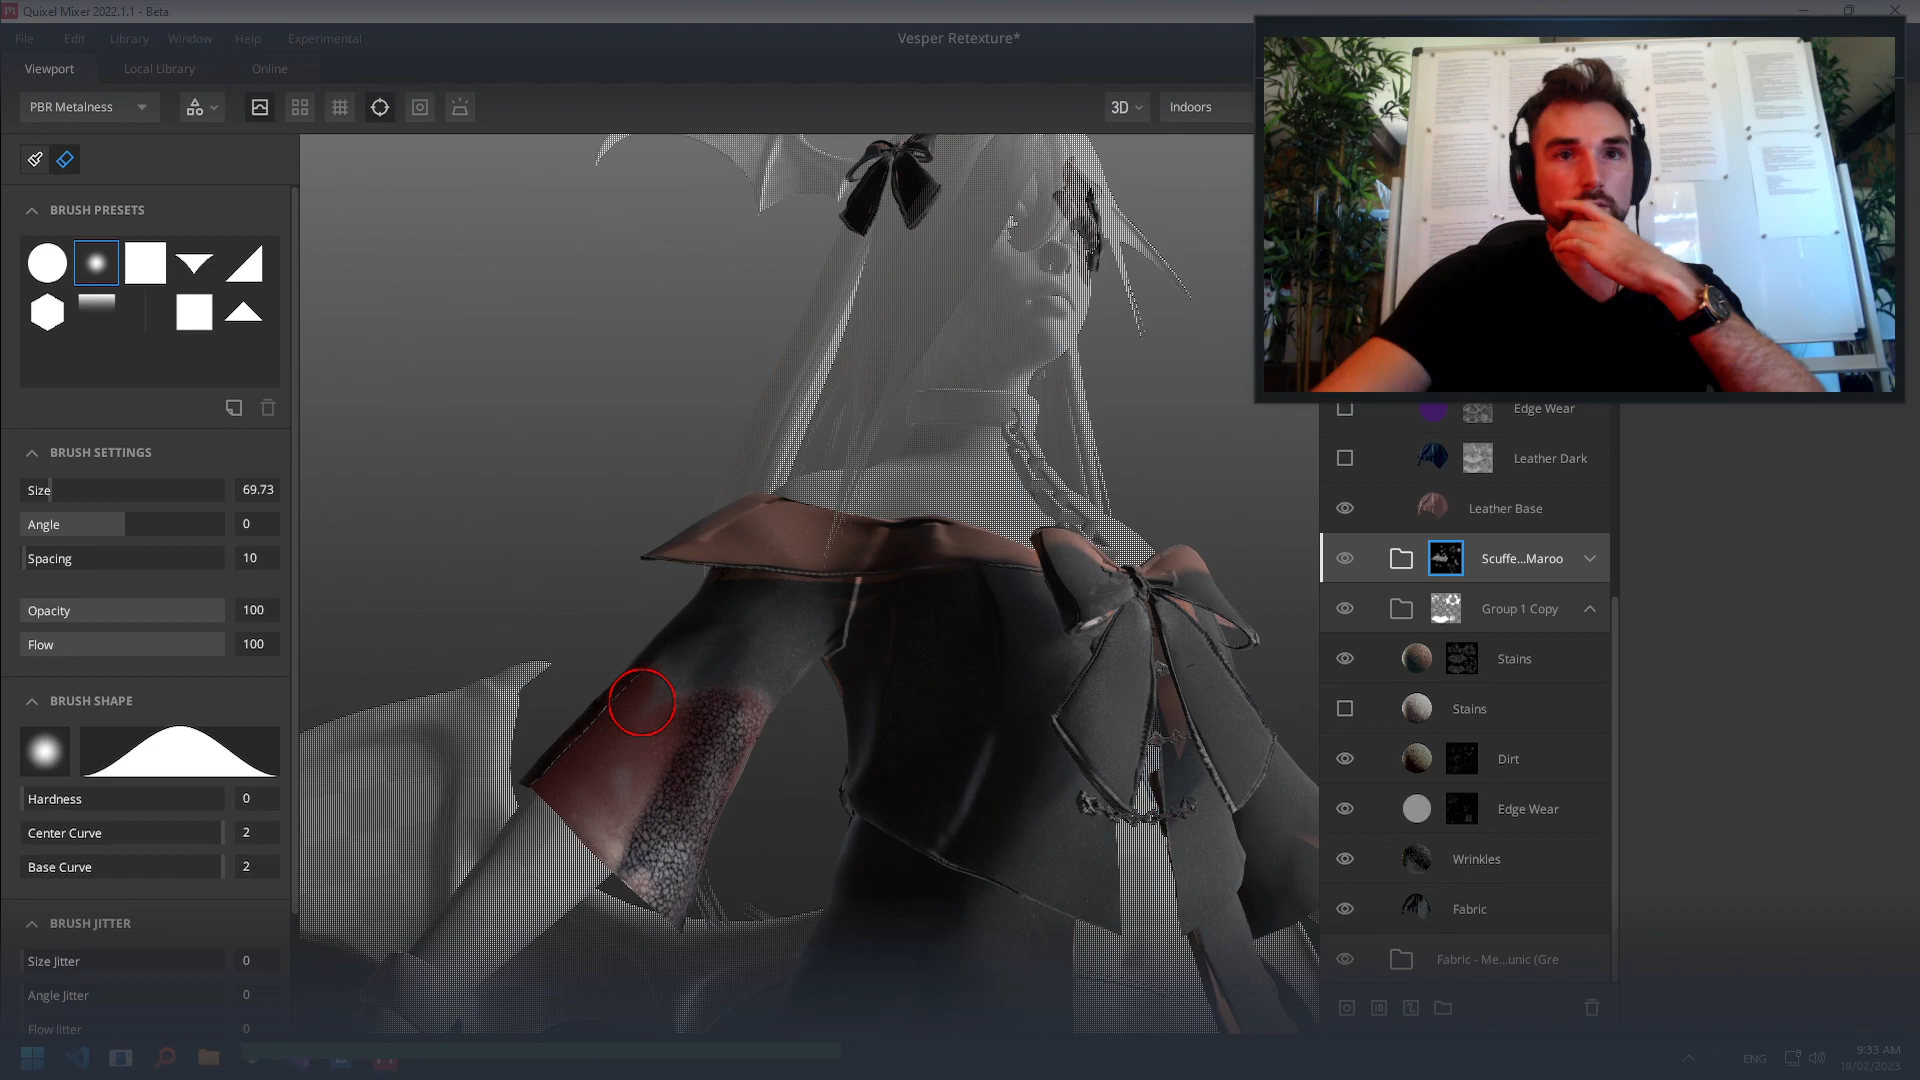 Quixel Mixer 2022.1.1 - Beta
File Edit Library Window Help Experimental
Vesper Retexture*
Viewport Local Library Online
PBR Metalness
3D Indoors
BRUSH PRESETS
BRUSH SETTINGS
Size 69.73
Angle 0
Spacing 10
Opacity 100
Flow 100
BRUSH SHAPE
Hardness 0
Center Curve 2
Base Curve 2
BRUSH JITTER
Size Jitter 0
Angle Jitter 0
Flow Jitter 0
Edge Wear
Leather Dark
Leather Base
Scuffe...Maroo
Group 1 Copy
Stains
Stains
Dirt
Edge Wear
Wrinkles
Fabric
Fabric - Me...unic (Gre
ENG
9:33 AM
19/02/2023